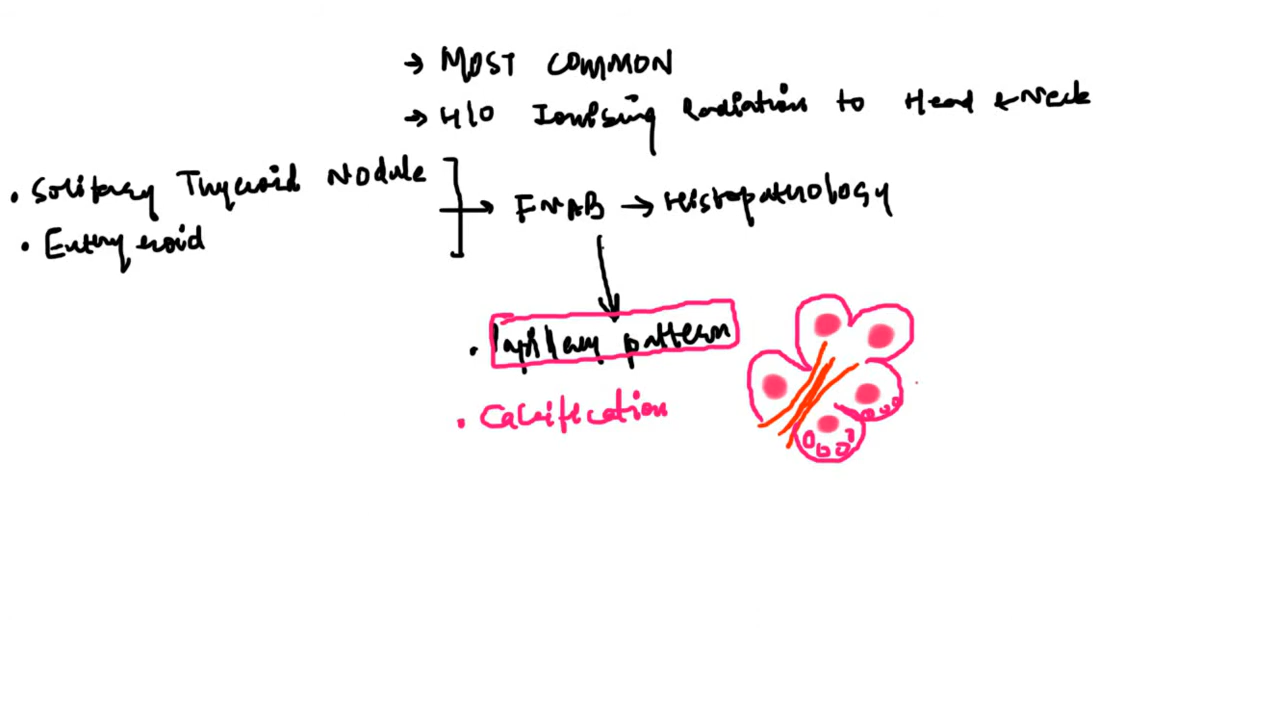 → MOST COMMON
→ H/O Ionising Radiation to Head & Neck
• Solitary Thyroid Nodule
• Euthyroid
→ FNAB → Histopathology
• Papillary pattern
• Calcification